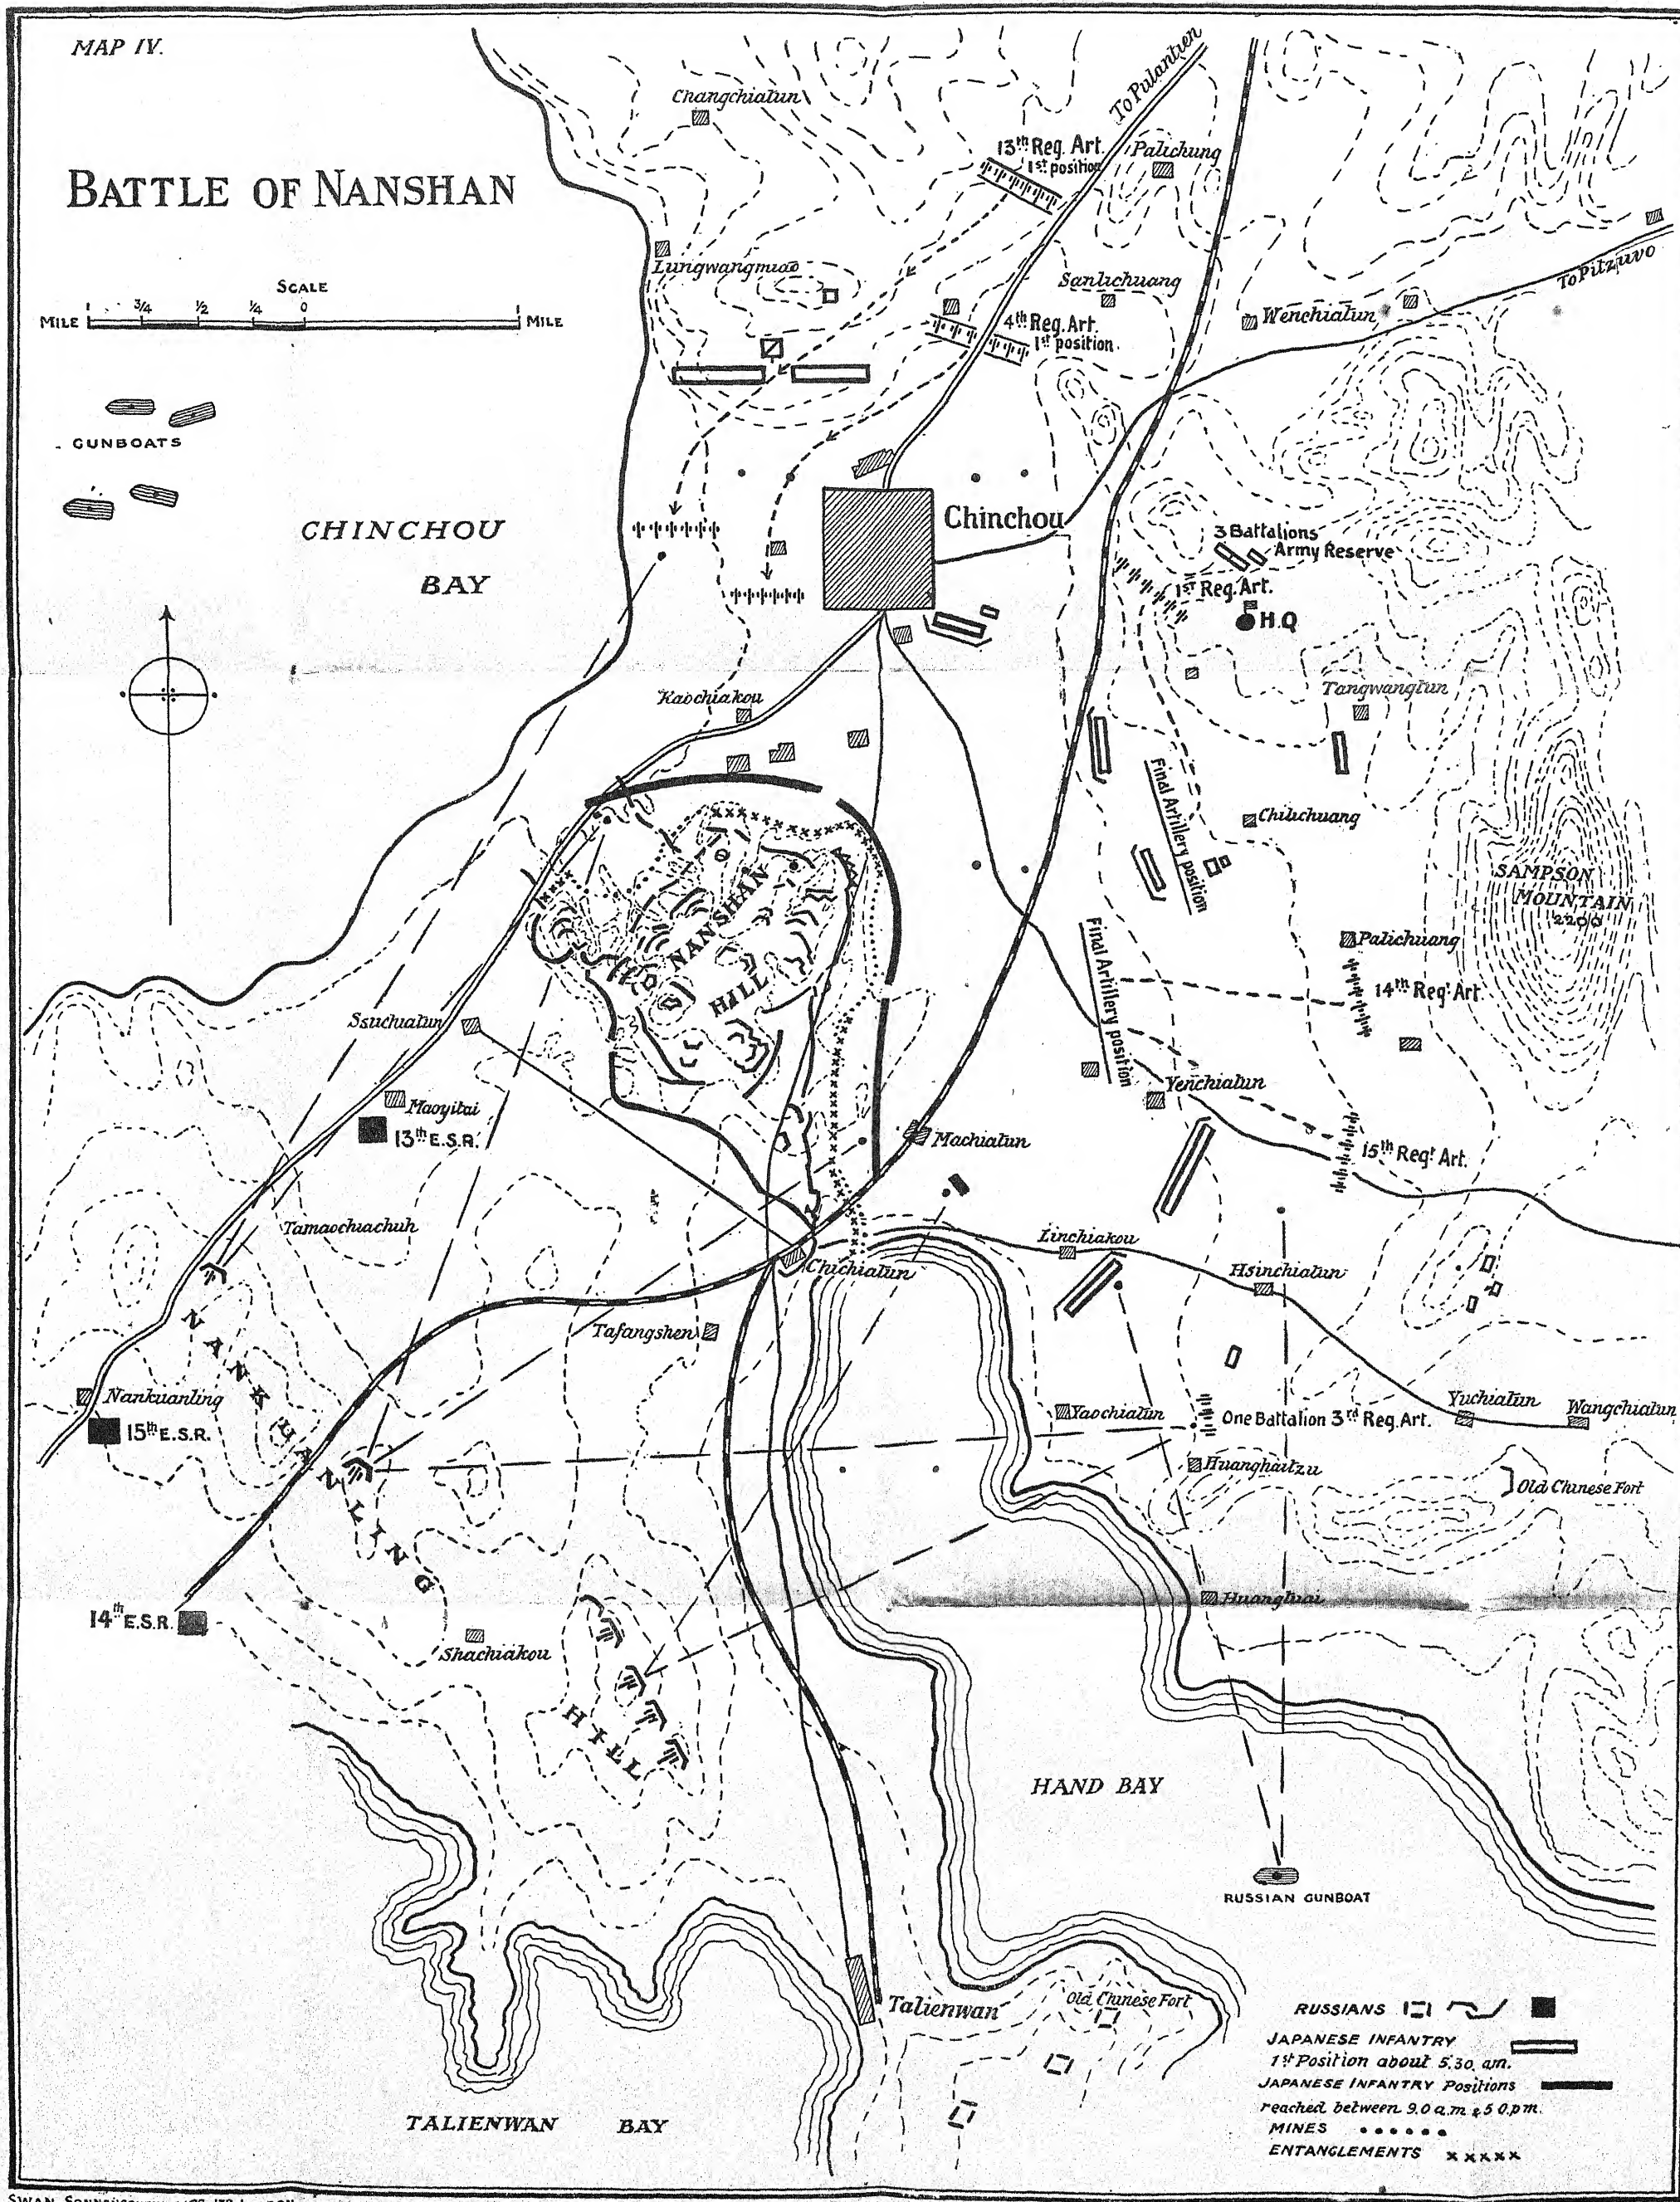 MAP IV.
BATTLE OF NANSHAN
SCALE
MILE 3/4 1/2 1/4 0 MILE
GUNBOATS
CHINCHOU
BAY
Changchiatun
To Pulantien
13th Reg. Art.
1st position
Palichung
Lungwangmiao
Sanlichuang
4th Reg. Art.
1st position.
Wenchiatun
To Pitzuvo
Chinchou
3 Battalions
Army Reserve
1st Reg. Art.
H.Q
Kaochiakou
Tangwangtun
Final Artillery position
Chilichuang
SAMPSON
MOUNTAIN
2200
NANSHAN
HILL
Palichuang
14th Regt Art.
Final Artillery position
Ssuchiatun
Maoyitai
13th E.S.R.
Yenchiatun
Machiatun
15th Regt Art.
Tamaochiachuh
Linchiakou
Chichiatun
Hsinchiatun
Tafangshen
NANKUANLING
Nankuanling
15th E.S.R.
Yaochiatun
One Battalion 3rd Reg. Art.
Yuchiatun
Wangchiatun
Huanghaitzu
Old Chinese Fort
14th E.S.R.
Shachiakou
HILL
HAND BAY
RUSSIAN GUNBOAT
Talienwan
Old Chinese Fort
TALIENWAN BAY
RUSSIANS
JAPANESE INFANTRY
1st Position about 5.30. am.
JAPANESE INFANTRY Positions
reached between 9.0 a.m & 5 0.p.m.
MINES
ENTANGLEMENTS
SWAN